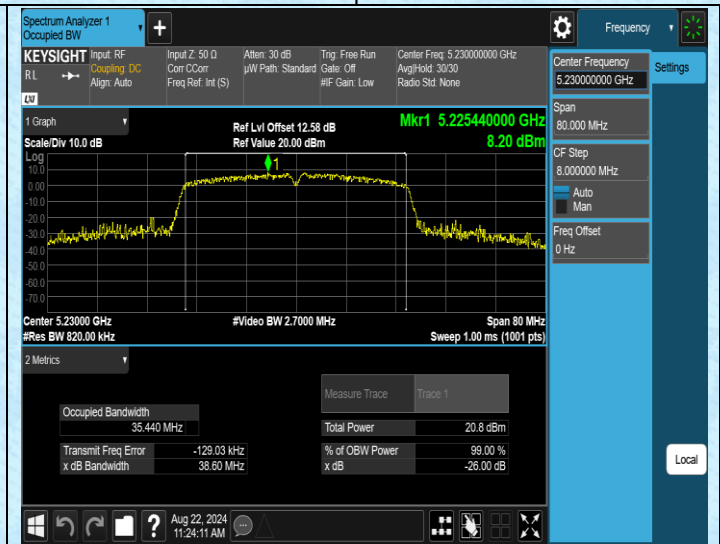 Spectrum Analyzer 1
Occupied BW
Frequency
KEYSIGHT
RL
LXI
Input: RF
Coupling: DC
Align: Auto
Input Z: 50 Ω
Corr CCorr
Freq Ref: Int (S)
Atten: 30 dB
µW Path: Standard
Trig: Free Run
Gate: Off
#IF Gain: Low
Center Freq: 5.230000000 GHz
Avg|Hold: 30/30
Radio Std: None
Center Frequency
5.230000000 GHz
Settings
Span
80.000 MHz
CF Step
8.000000 MHz
Auto
Man
Freq Offset
0 Hz
Local
1 Graph
Scale/Div 10.0 dB
Ref Lvl Offset 12.58 dB
Ref Value 20.00 dBm
Mkr1 5.225440000 GHz
8.20 dBm
Log
10.0
0.00
-10.0
-20.0
-30.0
-40.0
-50.0
-60.0
-70.0
1
Center 5.23000 GHz
#Res BW 820.00 kHz
#Video BW 2.7000 MHz
Span 80 MHz
Sweep 1.00 ms (1001 pts)
2 Metrics
Measure Trace Trace 1
Occupied Bandwidth
35.440 MHz
Total Power 20.8 dBm
Transmit Freq Error -129.03 kHz
% of OBW Power 99.00 %
x dB Bandwidth 38.60 MHz
x dB -26.00 dB
Aug 22, 2024
11:24:11 AM